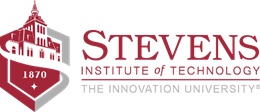 1870
STEVENS
INSTITUTE of TECHNOLOGY
THE INNOVATION UNIVERSITY®